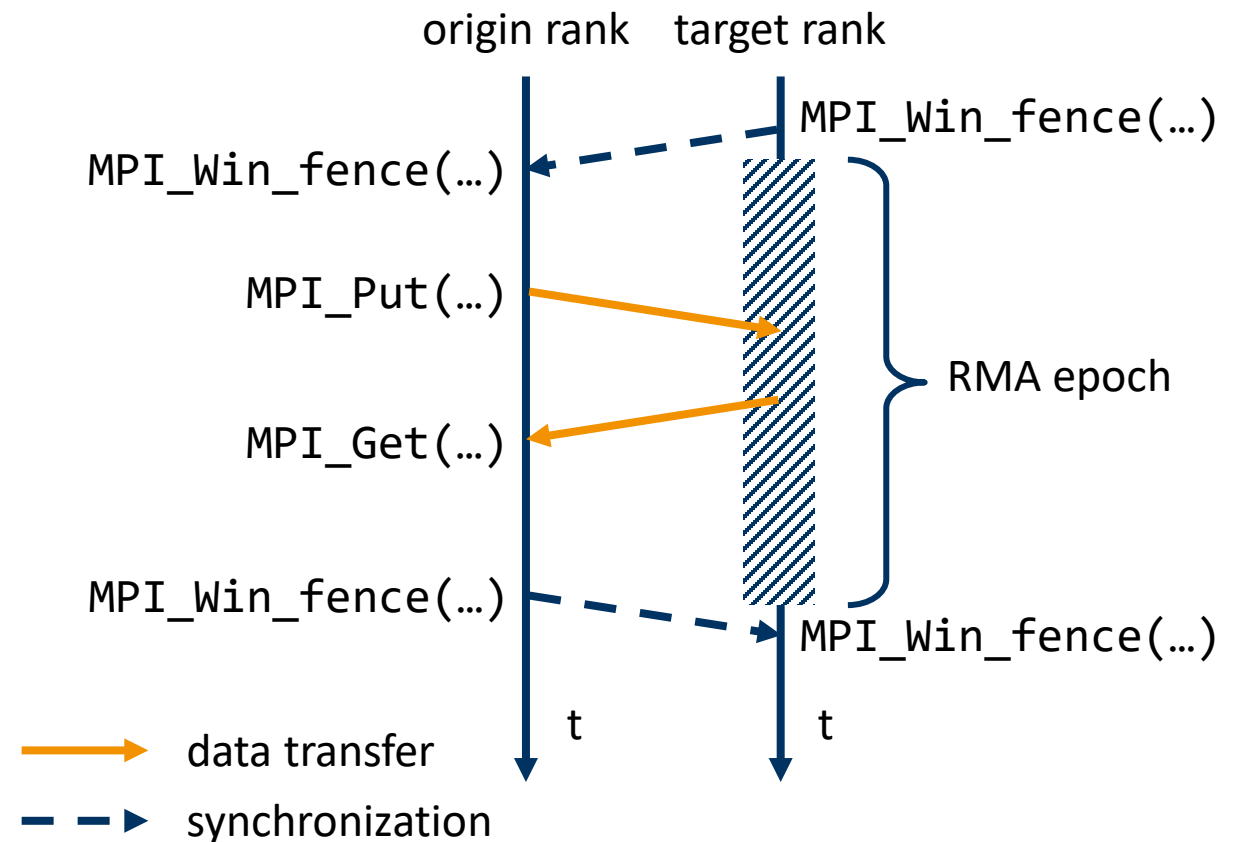 origin rank target rank
MPI_Win_fence(…)
MPI_Win_fence(…)
MPI_Put(…)
RMA epoch
MPI_Get(…)
MPI_Win_fence(…)
MPI_Win_fence(…)
t t
data transfer
synchronization